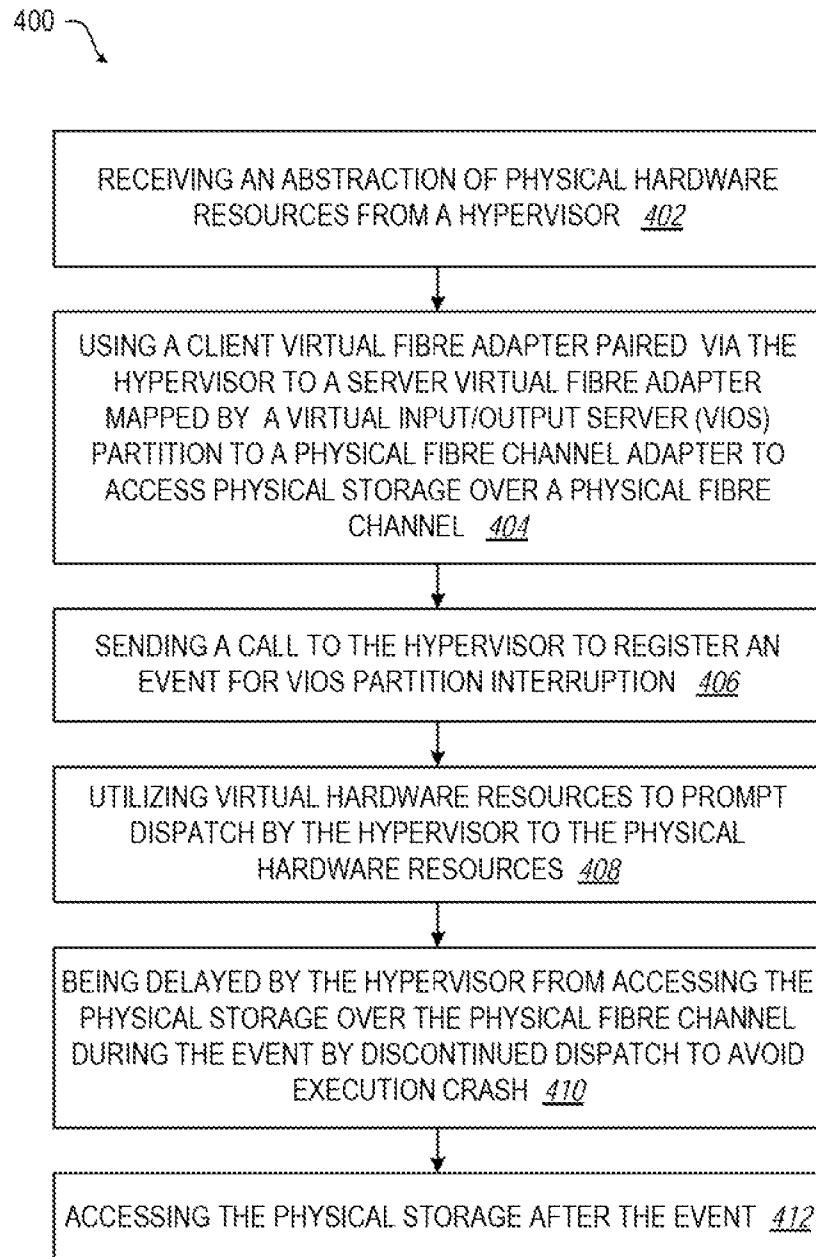 400
RECEIVING AN ABSTRACTION OF PHYSICAL HARDWARE
RESOURCES FROM A HYPERVISOR 402
USING A CLIENT VIRTUAL FIBRE ADAPTER PAIRED VIA THE
HYPERVISOR TO A SERVER VIRTUAL FIBRE ADAPTER
MAPPED BY A VIRTUAL INPUT/OUTPUT SERVER (VIOS)
PARTITION TO A PHYSICAL FIBRE CHANNEL ADAPTER TO
ACCESS PHYSICAL STORAGE OVER A PHYSICAL FIBRE
CHANNEL 404
SENDING A CALL TO THE HYPERVISOR TO REGISTER AN
EVENT FOR VIOS PARTITION INTERRUPTION 406
UTILIZING VIRTUAL HARDWARE RESOURCES TO PROMPT
DISPATCH BY THE HYPERVISOR TO THE PHYSICAL
HARDWARE RESOURCES 408
BEING DELAYED BY THE HYPERVISOR FROM ACCESSING THE
PHYSICAL STORAGE OVER THE PHYSICAL FIBRE CHANNEL
DURING THE EVENT BY DISCONTINUED DISPATCH TO AVOID
EXECUTION CRASH 410
ACCESSING THE PHYSICAL STORAGE AFTER THE EVENT 412